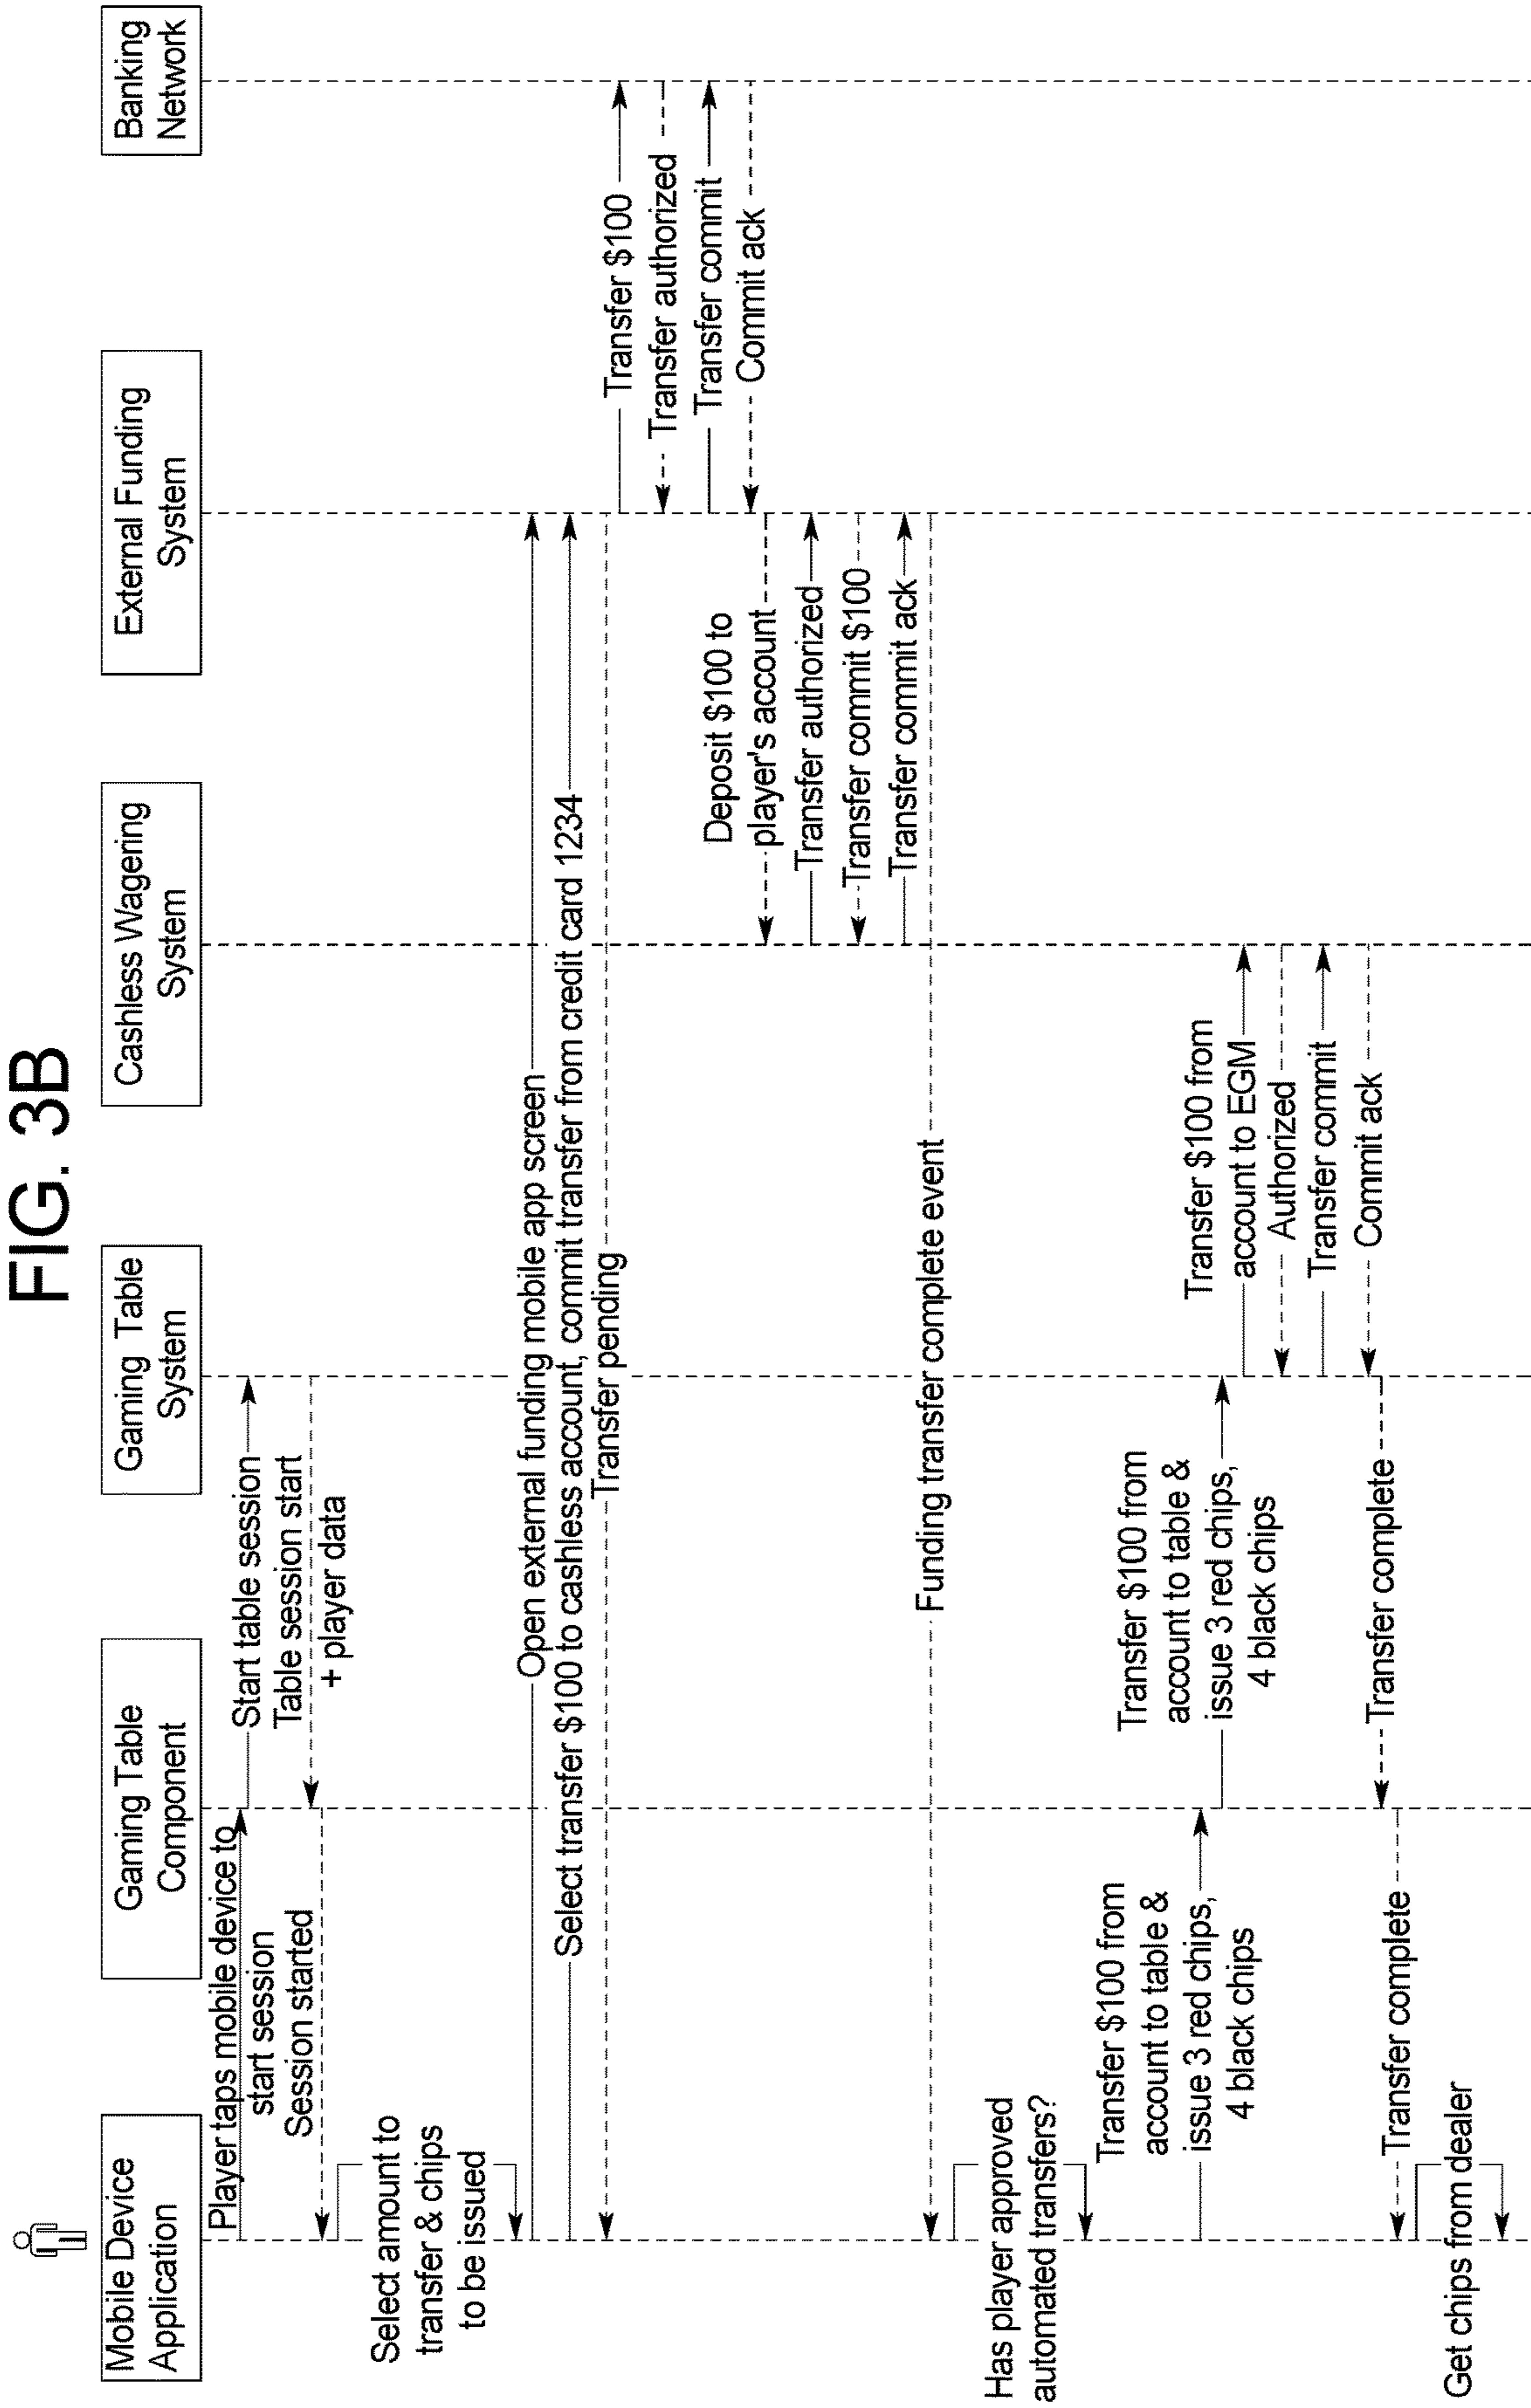 FIG. 3B
Mobile Device
Application
Gaming Table
Component
Gaming Table
System
Cashless Wagering
System
External Funding
System
Banking
Network
Player taps mobile device to
start session
Start table session
Table session start
+ player data
Session started
Select amount to
transfer & chips
to be issued
Open external funding mobile app screen
Select transfer $100 to cashless account, commit transfer from credit card 1234
Transfer pending
Transfer $100
Transfer authorized
Transfer commit
Commit ack
Deposit $100 to
player's account
Transfer authorized
Transfer commit $100
Transfer commit ack
Funding transfer complete event
Has player approved
automated transfers?
Transfer $100 from
account to table &
issue 3 red chips,
4 black chips
Transfer $100 from
account to table &
issue 3 red chips,
4 black chips
Transfer $100 from
account to EGM
Authorized
Transfer commit
Commit ack
Transfer complete
Transfer complete
Get chips from dealer